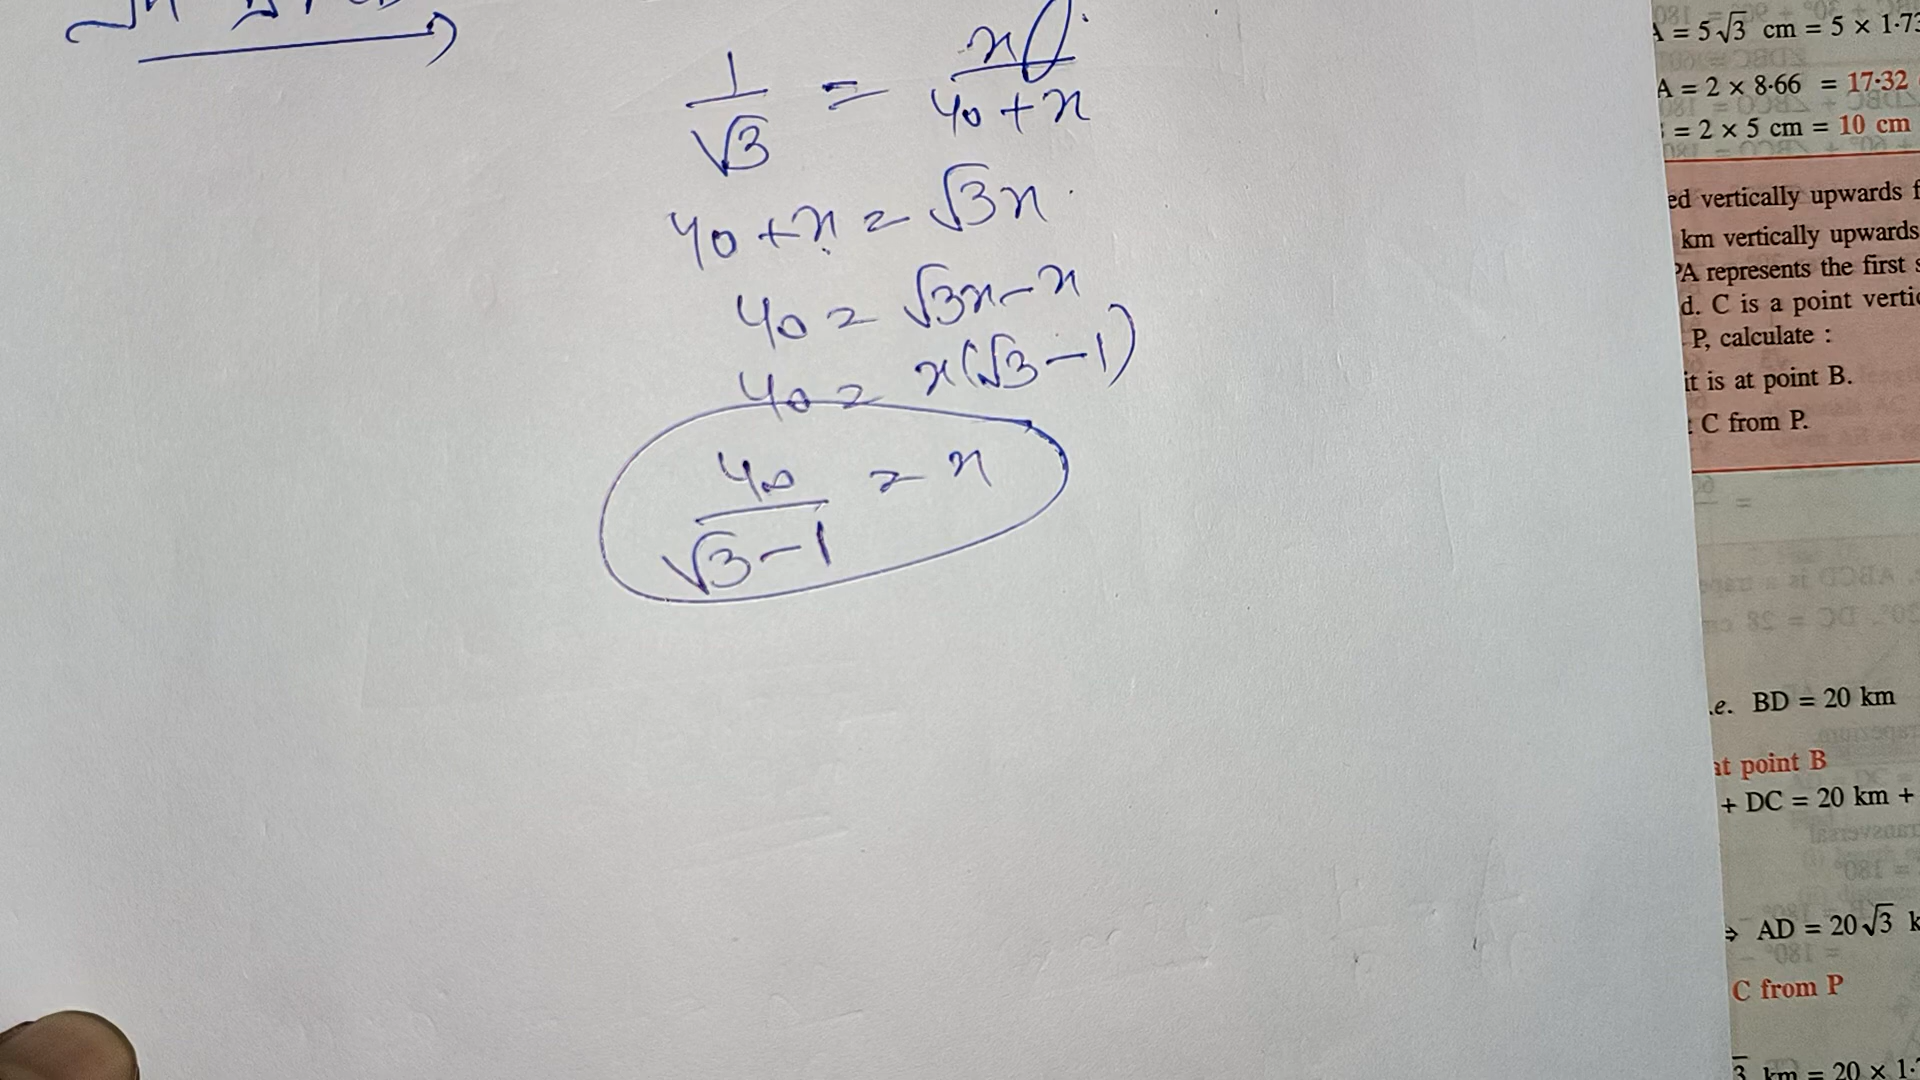 1/√3 = x/40+x
40+x = √3x
40 = √3x-x
40 = x(√3-1)
40/√3-1 = x
A = 5√3 cm = 5 × 1·73
A = 2 × 8·66 = 17·32
= 2 × 5 cm = 10 cm
ed vertically upwards f
km vertically upwards
PA represents the first s
d. C is a point vertic
P, calculate :
it is at point B.
C from P.
.e. BD = 20 km
at point B
+ DC = 20 km +
⇒ AD = 20√3 k
C from P
3 km = 20 × 1·